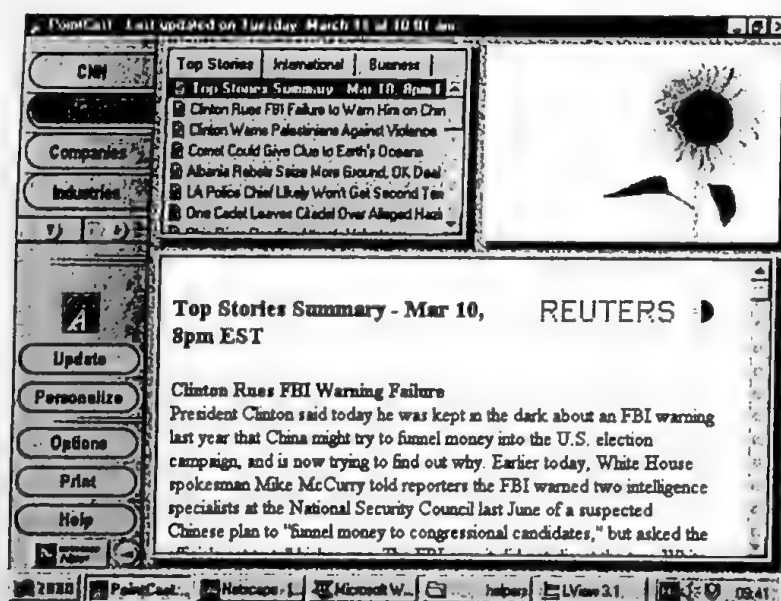 PointCast Last updated on Tuesday, March 11 at 10:01 am
CNN
Companies
Industries
Top Stories
International
Business
Top Stories Summary - Mar 10, 8pm E
Clinton Rues FBI Failure to Warn Him on Chin
Clinton Warns Palestinians Against Violence
Comet Could Give Clue to Earth's Oceans
Albania Rebels Seize More Ground, OK Deal
LA Police Chief Likely Won't Get Second Ter
One Cadet Leaves Citadel Over Alleged Hazi
Update
Personalize
Options
Print
Help
Top Stories Summary - Mar 10,
8pm EST
REUTERS
Clinton Rues FBI Warning Failure
President Clinton said today he was kept in the dark about an FBI warning
last year that China might try to funnel money into the U.S. election
campaign, and is now trying to find out why. Earlier today, White House
spokesman Mike McCurry told reporters the FBI warned two intelligence
specialists at the National Security Council last June of a suspected
Chinese plan to "funnel money to congressional candidates," but asked the
PointCast...
Netscape - [
Microsoft W...
helpers
LView 3.1
09:41